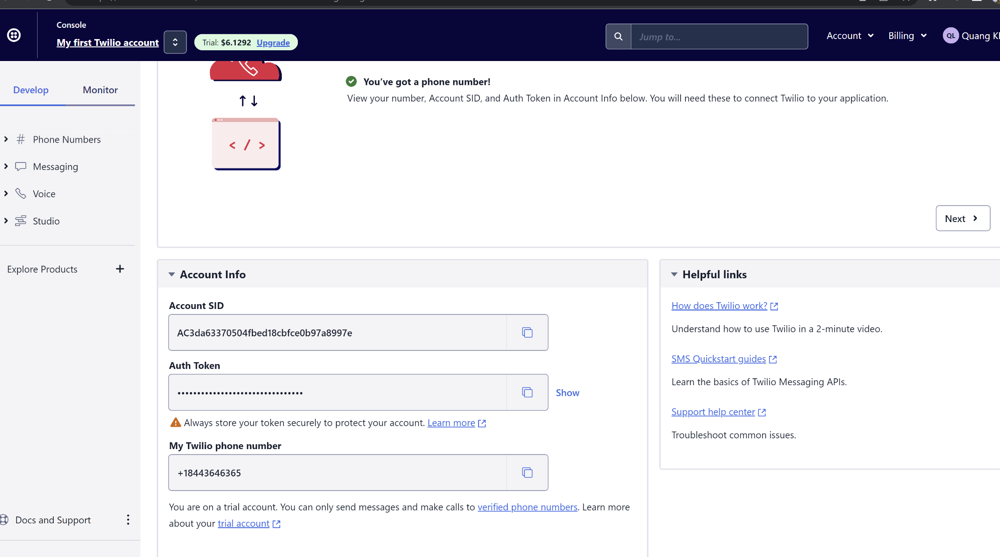 Console
My first Twilio account
Trial: $6.1292 Upgrade
Jump to...
Account
Billing
QL Quang
Develop
Monitor
Phone Numbers
Messaging
Voice
Studio
Explore Products
Docs and Support
You’ve got a phone number!
View your number, Account SID, and Auth Token in Account Info below. You will need these to connect Twilio to your application.
< / >
Next
Account Info
Account SID
AC3da63370504fbed18cbfce0b97a8997e
Auth Token
••••••••••••••••••••••••••••••••
Show
Always store your token securely to protect your account. Learn more
My Twilio phone number
+18443646365
You are on a trial account. You can only send messages and make calls to verified phone numbers. Learn more
about your trial account
Helpful links
How does Twilio work?
Understand how to use Twilio in a 2-minute video.
SMS Quickstart guides
Learn the basics of Twilio Messaging APIs.
Support help center
Troubleshoot common issues.